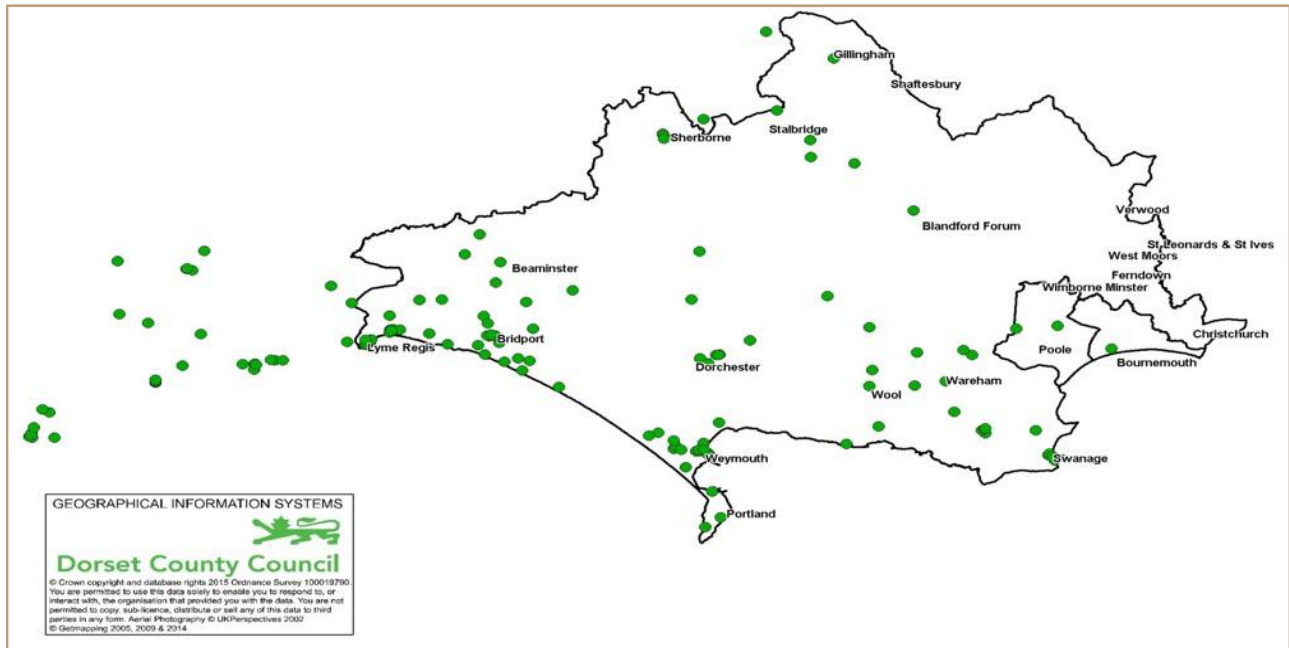 Gillingham
Shaftesbury
Stalbridge
Sherborne
Verwood
Blandford Forum
St Leonards & St Ives
West Moors
Beaminster
Ferndown
Wimborne Minster
Christchurch
Bridport
Lyme Regis
Poole
Bournemouth
Dorchester
Wareham
Wool
Weymouth
Swanage
Portland
GEOGRAPHICAL INFORMATION SYSTEMS
Dorset County Council
© Crown copyright and database rights 2015 Ordnance Survey 100019790.
You are permitted to use this data solely to enable you to respond to, or
interact with, the organisation that provided you with the data. You are not
permitted to copy, sub-licence, distribute or sell any of this data to third
parties in any form. Aerial Photography © UKPerspectives 2002
© Getmapping 2005, 2009 & 2014